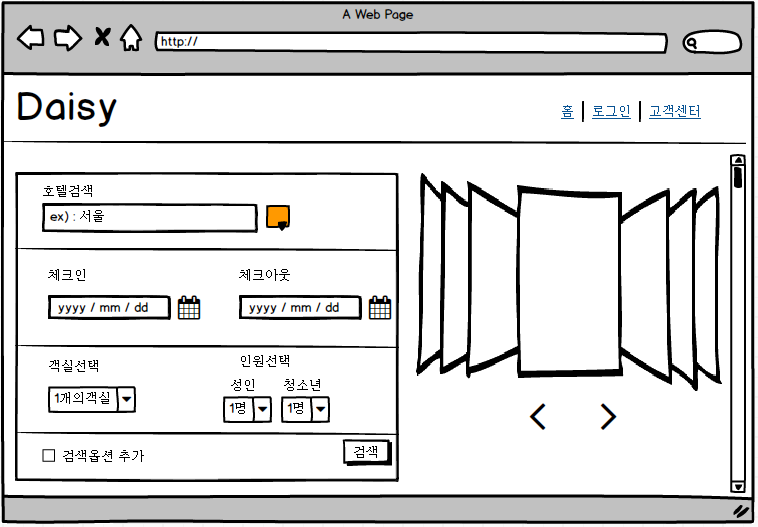 A Web Page
http://
Daisy
홈 | 로그인 | 고객센터
호텔검색
ex) : 서울
체크인 체크아웃
yyyy / mm / dd yyyy / mm / dd
객실선택 인원선택
성인 청소년
1개의객실 1명 1명
검색옵션 추가 검색